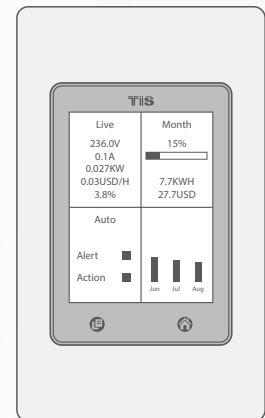 TIS
Live
236.0V
0.1A
0.027KW
0.03USD/H
3.8%
Month
15%
7.7KWH
27.7USD
Auto
Alert
Action
Jun Jul Aug